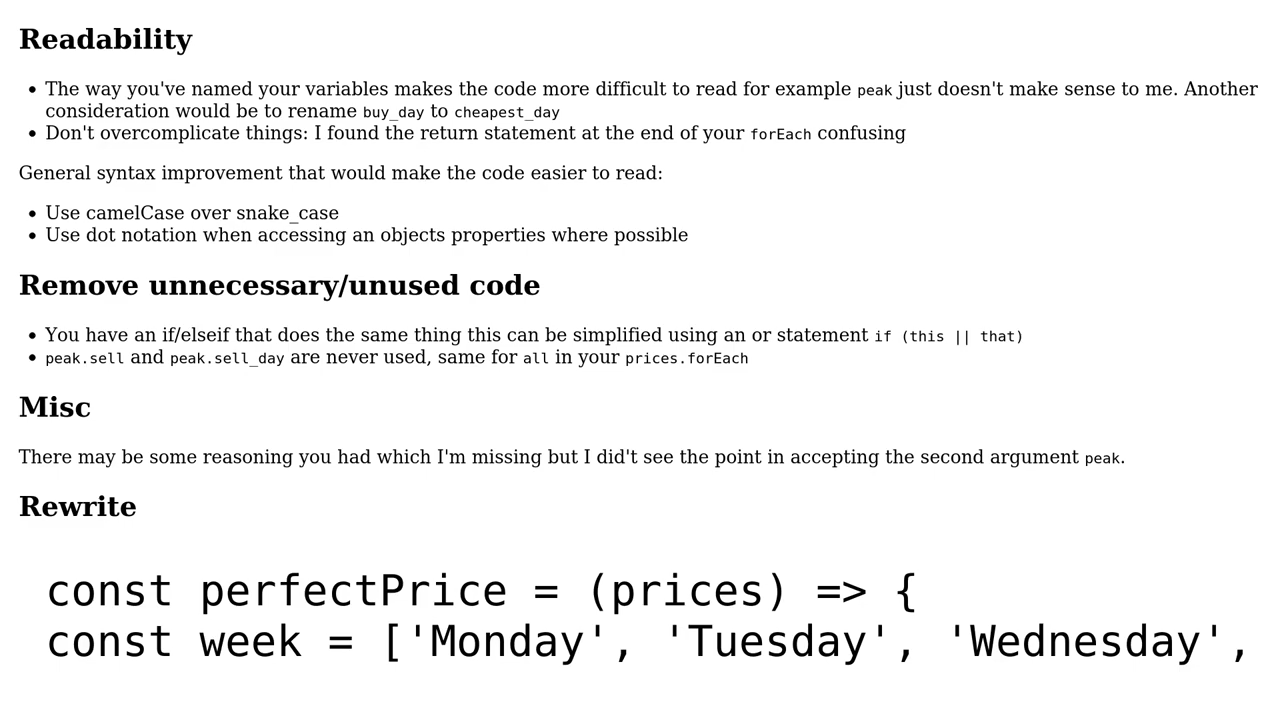 Readability
• The way you've named your variables makes the code more difficult to read for example peak just doesn't make sense to me. Another
consideration would be to rename buy_day to cheapest_day
• Don't overcomplicate things: I found the return statement at the end of your forEach confusing
General syntax improvement that would make the code easier to read:
• Use camelCase over snake_case
• Use dot notation when accessing an objects properties where possible
Remove unnecessary/unused code
• You have an if/elseif that does the same thing this can be simplified using an or statement if (this || that)
• peak.sell and peak.sell_day are never used, same for all in your prices.forEach
Misc
There may be some reasoning you had which I'm missing but I did't see the point in accepting the second argument peak.
Rewrite
const perfectPrice = (prices) => {
const week = ['Monday', 'Tuesday', 'Wednesday',